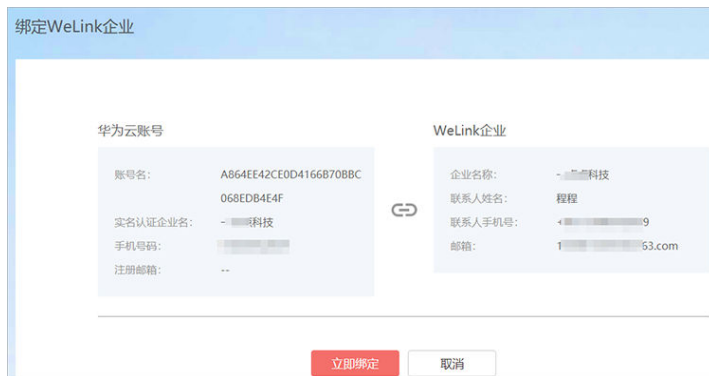 绑定WeLink企业
华为云账号
账号名： A864EE42CE0D4166B70BBC
068EDB4E4F
实名认证企业名： 科技
手机号码：
注册邮箱： --
WeLink企业
企业名称： 科技
联系人姓名： 程程
联系人手机号： + 9
邮箱： 1 63.com
立即绑定 取消